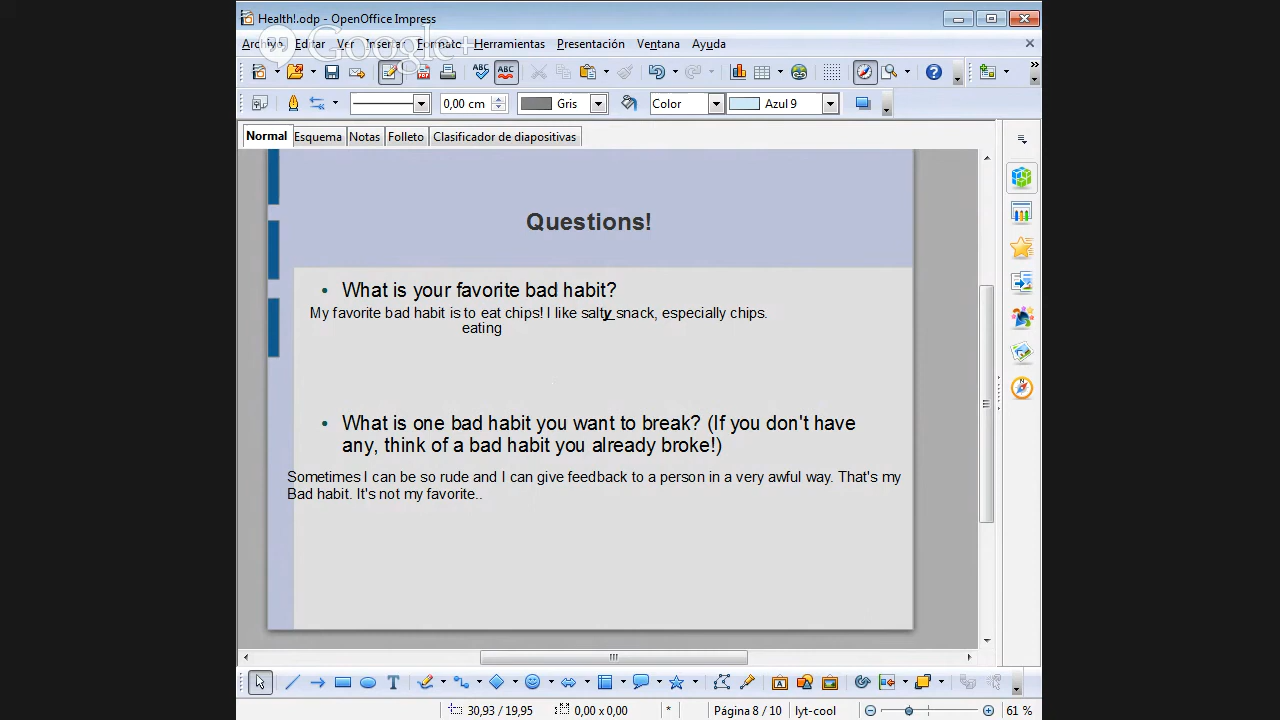 Health!.odp - OpenOffice Impress
Google+
Archivo Editar Ver Insertar Formato Herramientas Presentación Ventana Ayuda
ABC ABC
0,00 cm Gris Color Azul 9
Normal Esquema Notas Folleto Clasificador de diapositivas
Questions!
• What is your favorite bad habit?
My favorite bad habit is to eat chips! I like salty snack, especially chips.
eating
• What is one bad habit you want to break? (If you don't have
any, think of a bad habit you already broke!)
Sometimes I can be so rude and I can give feedback to a person in a very awful way. That's my
Bad habit. It's not my favorite..
30,93 / 19,95 0,00 x 0,00 * Página 8 / 10 lyt-cool 61 %